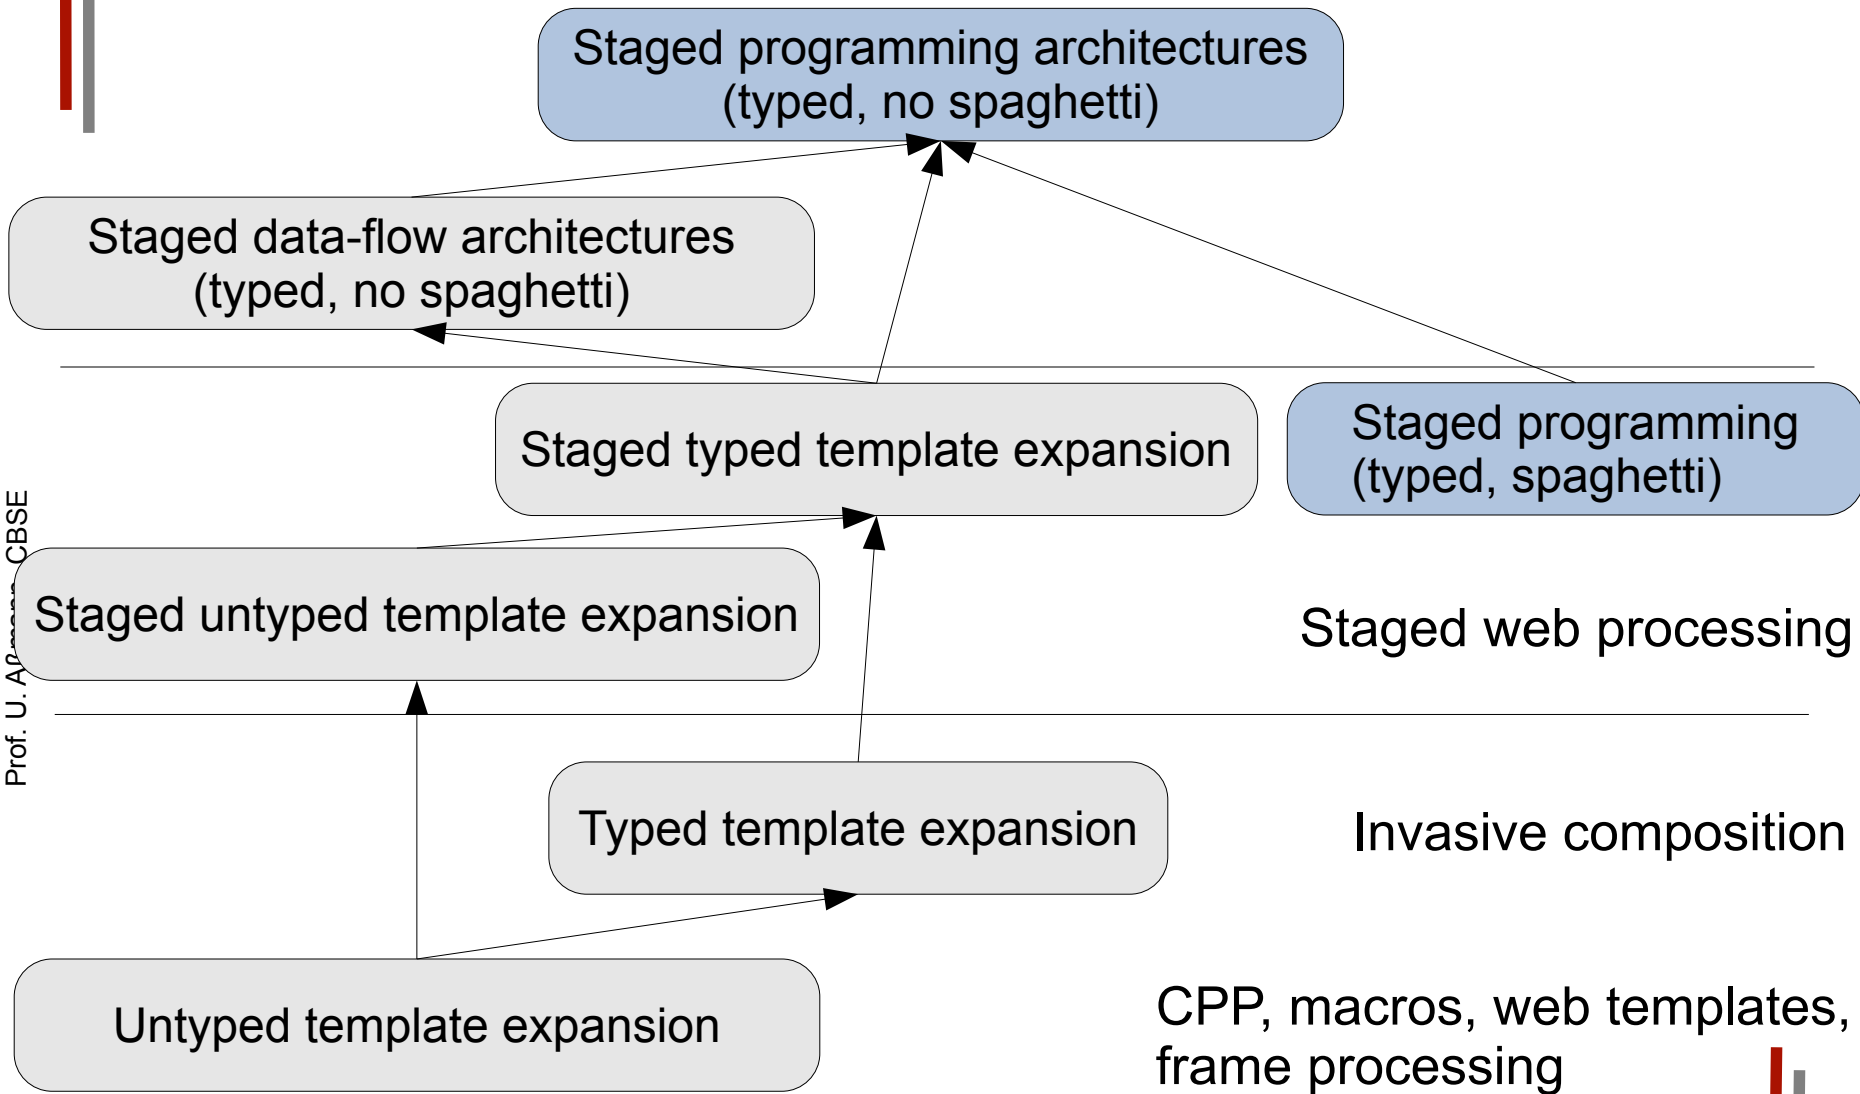 Staged programming architectures
(typed, no spaghetti)
Staged data-flow architectures
(typed, no spaghetti)
Staged typed template expansion
Staged programming
(typed, spaghetti)
Staged untyped template expansion
Staged web processing
Typed template expansion
Invasive composition
Untyped template expansion
CPP, macros, web templates,
frame processing
Prof. U. CBSE